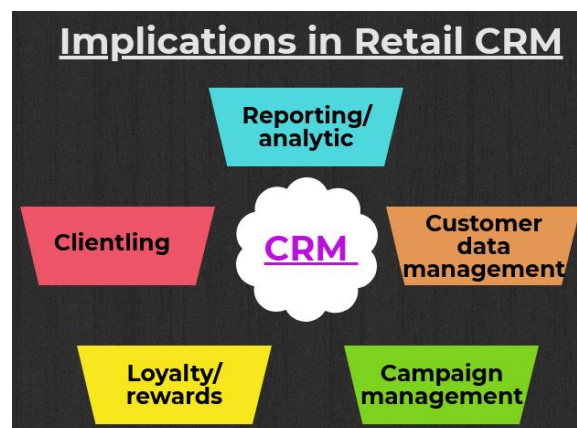 Implications in Retail CRM
Reporting/
analytic
Clientling
CRM
Customer
data
management
Loyalty/
rewards
Campaign
management